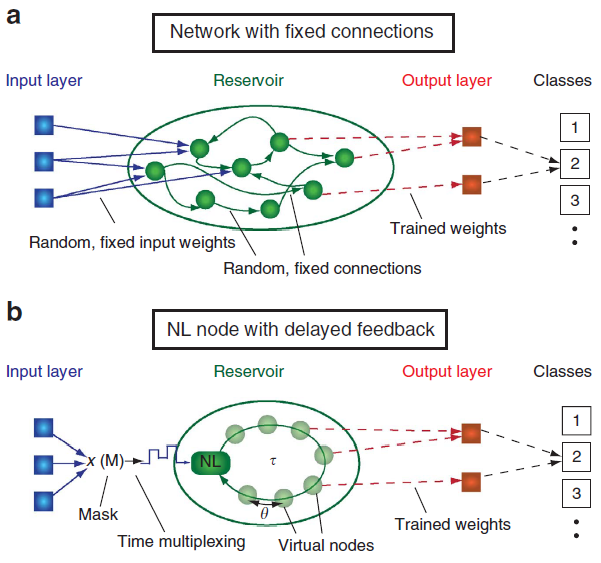 a
Network with fixed connections
Input layer
Reservoir
Output layer
Classes
1
2
3
Trained weights
Random, fixed input weights
Random, fixed connections
b
NL node with delayed feedback
Input layer
Reservoir
Output layer
Classes
1
x (M)
NL
τ
2
3
Mask
θ
Trained weights
Time multiplexing
Virtual nodes